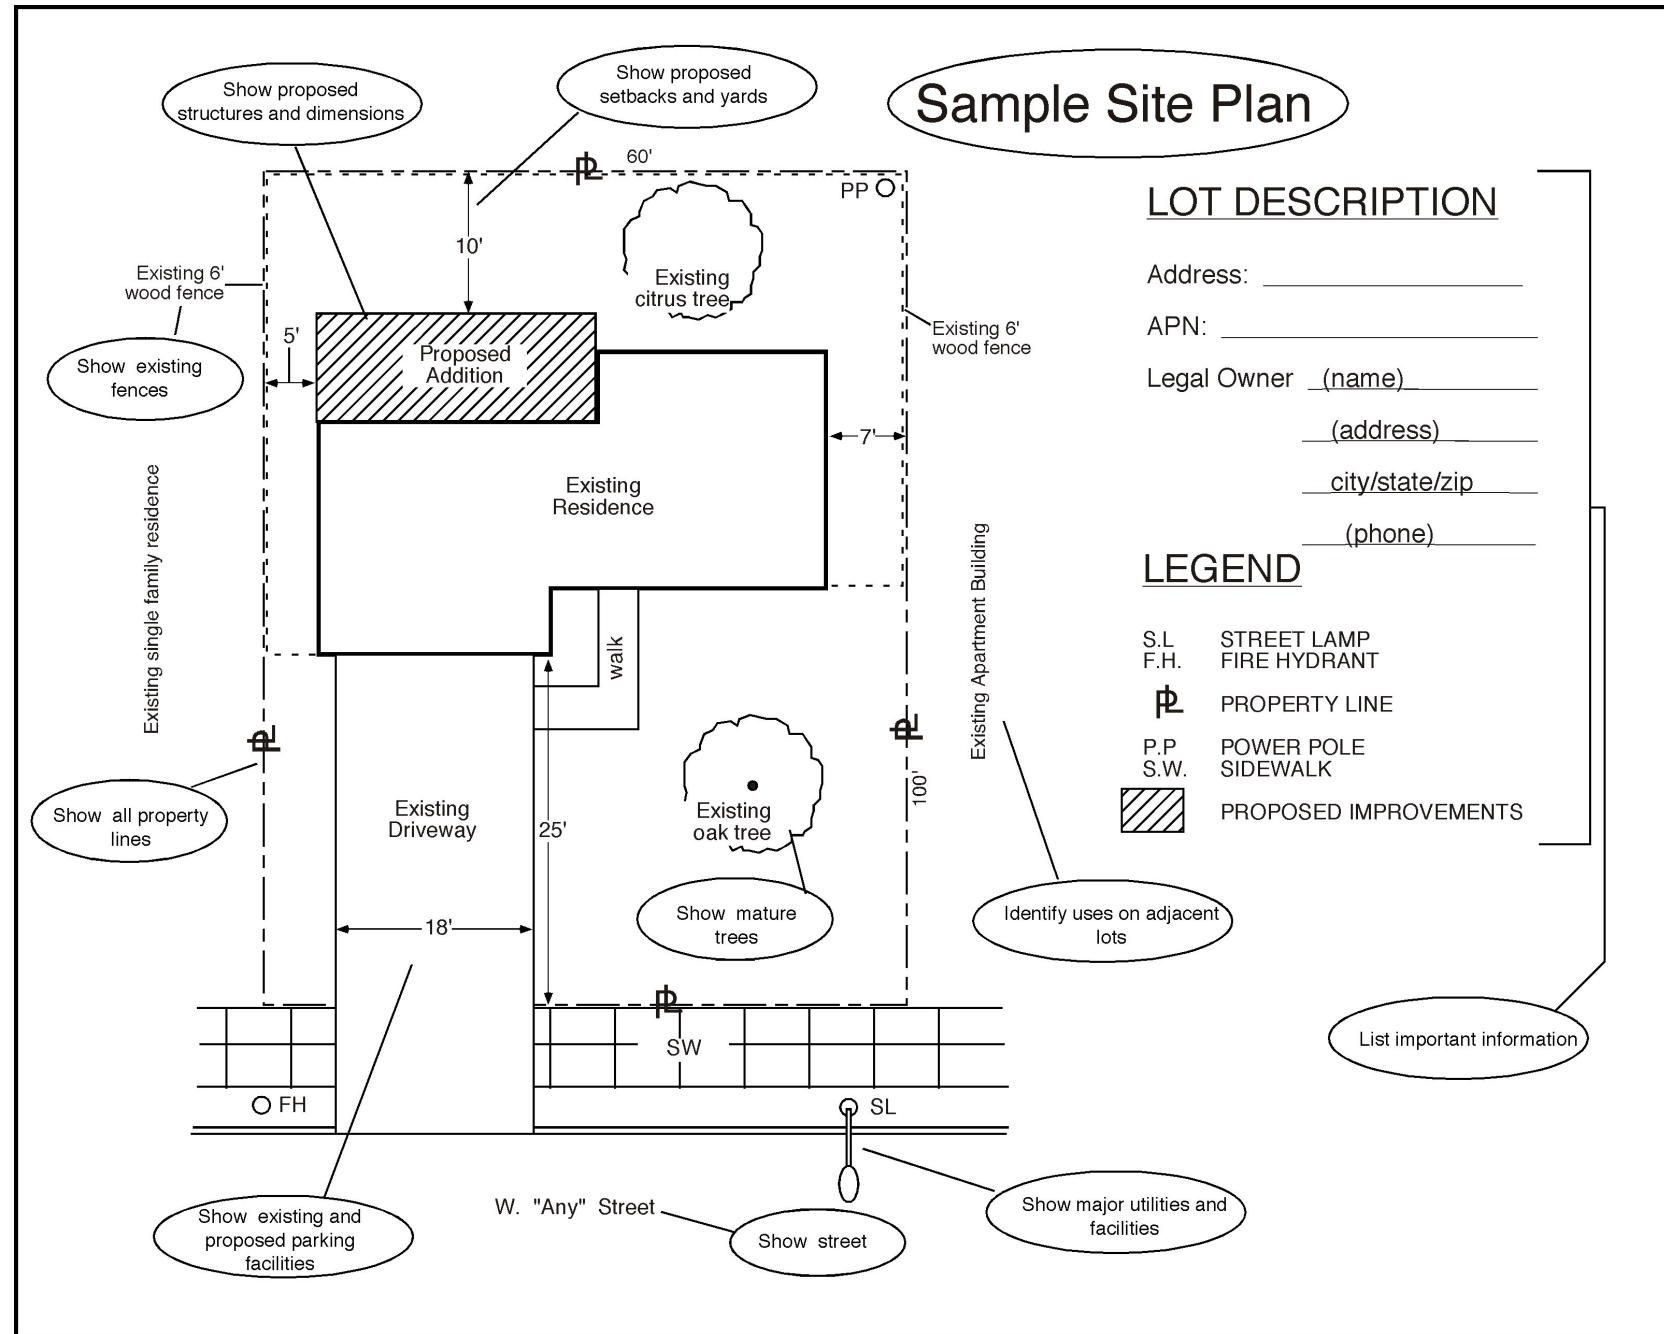 Show proposed
structures and dimensions
Show proposed
setbacks and yards
Sample Site Plan
60'
PP
10'
Existing
citrus tree
Existing 6'
wood fence
5'
Show existing
fences
Proposed
Addition
Existing 6'
wood fence
7'
Existing
Residence
Existing single family residence
Existing Apartment Building
walk
Show all property
lines
Existing
Driveway
25'
Existing
oak tree
100'
18'
Show mature
trees
Identify uses on adjacent
lots
SW
FH
SL
W. "Any" Street
Show existing and
proposed parking
facilities
Show street
Show major utilities and
facilities
LOT DESCRIPTION
Address:
APN:
Legal Owner (name)
(address)
city/state/zip
(phone)
LEGEND
S.L STREET LAMP
F.H. FIRE HYDRANT
PL PROPERTY LINE
P.P POWER POLE
S.W. SIDEWALK
PROPOSED IMPROVEMENTS
List important information
PL
PL
PL
PL